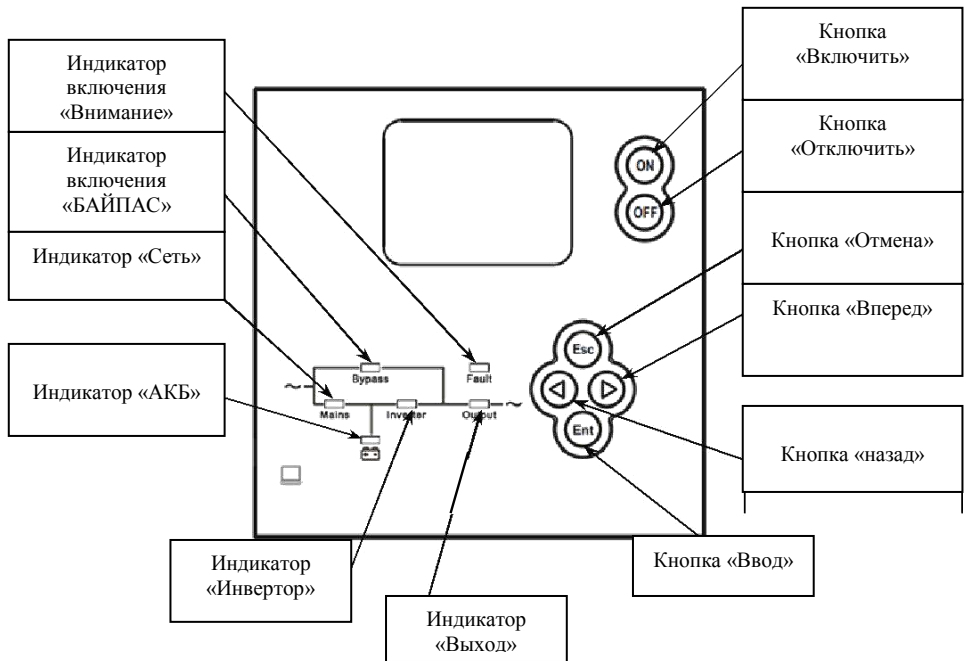 Индикатор
включения
«Внимание»
Индикатор
включения
«БАЙПАС»
Индикатор «Сеть»
Индикатор «АКБ»
Кнопка
«Включить»
Кнопка
«Отключить»
Кнопка «Отмена»
Кнопка «Вперед»
Кнопка «назад»
ON
OFF
Esc
Ent
Bypass
Fault
Mains
Inverter
Output
Индикатор
«Инвертор»
Индикатор
«Выход»
Кнопка «Ввод»